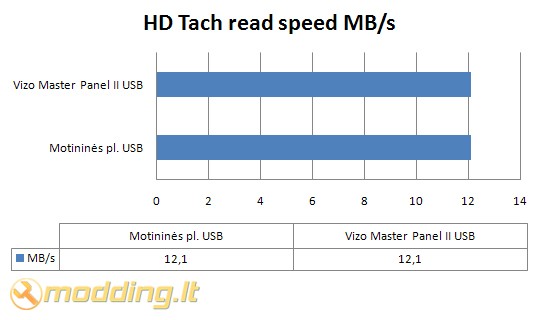 HD Tach read speed MB/s
Vizo Master Panel II USB
Motininės pl. USB
0 2 4 6 8 10 12 14
Motininės pl. USB Vizo Master Panel II USB
MB/s 12,1 12,1
modding.lt